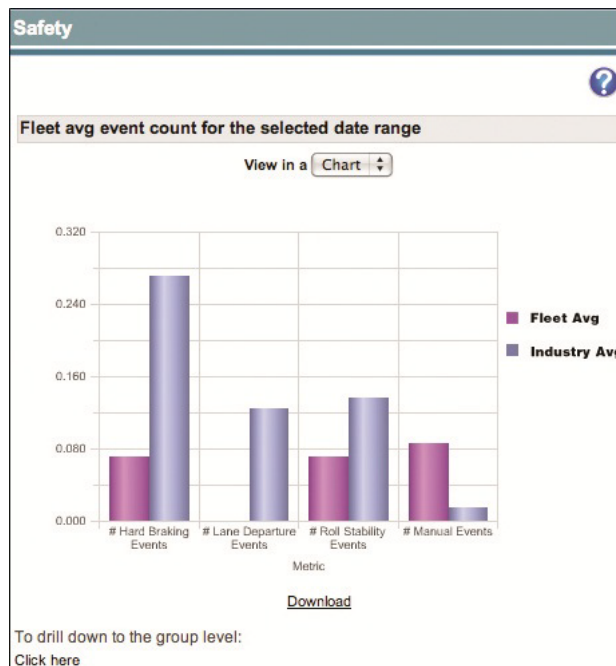 Safety
?
Fleet avg event count for the selected date range
View in a Chart
0.320
0.240
0.160
0.080
0.000
Fleet Avg
Industry Avg
# Hard Braking
Events
# Lane Departure
Events
# Roll Stability
Events
# Manual Events
Metric
Download
To drill down to the group level:
Click here